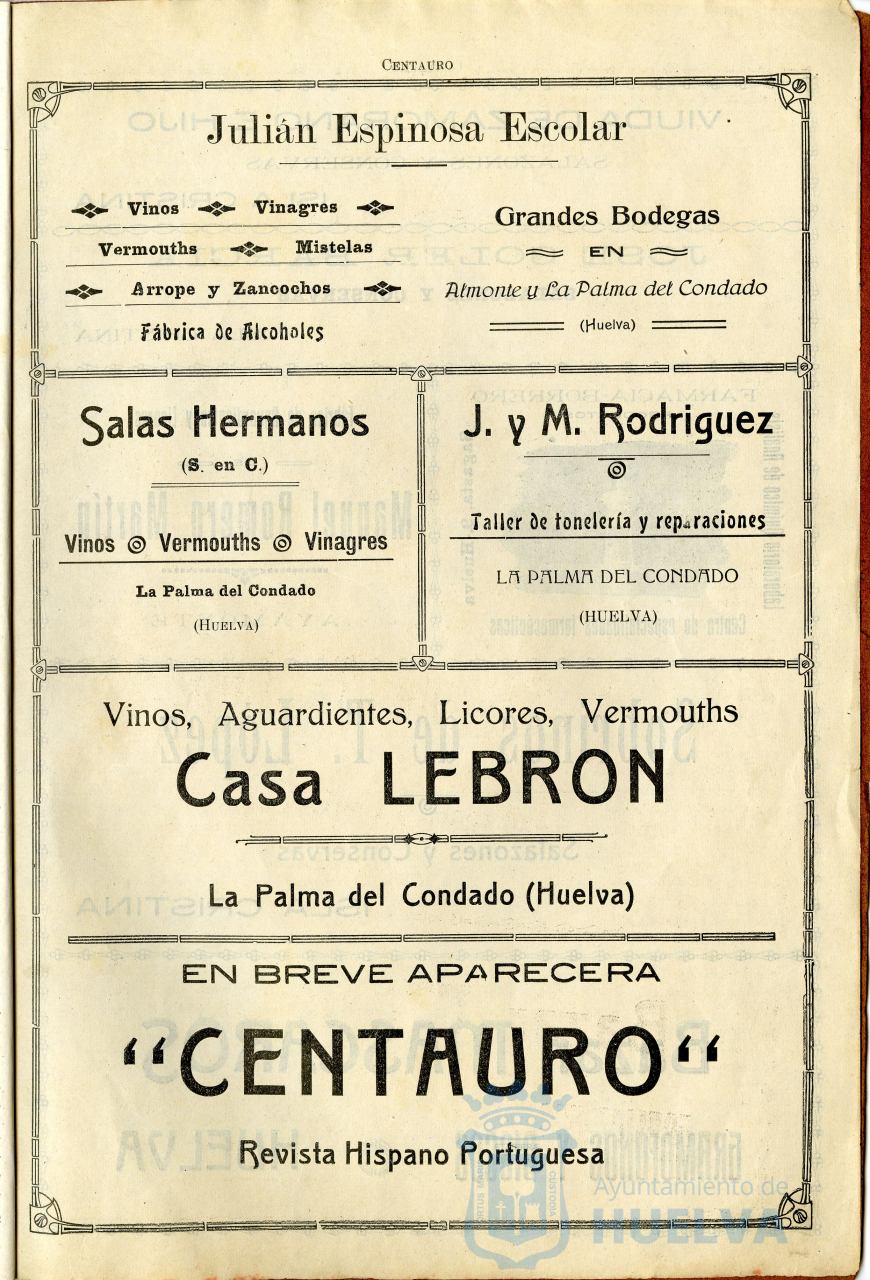 CENTAURO
Julián Espinosa Escolar
Vinos Vinagres
Vermouths Mistelas
Arrope y Zancochos
Fábrica de Alcoholes
Grandes Bodegas
EN
Almonte y La Palma del Condado
(Huelva)
Salas Hermanos
(S. en C.)
Vinos Vermouths Vinagres
La Palma del Condado
(HUELVA)
J. y M. Rodriguez
Taller de tonelería y reparaciones
LA PALMA DEL CONDADO
(HUELVA)
Vinos, Aguardientes, Licores, Vermouths
Casa LEBRON
La Palma del Condado (Huelva)
EN BREVE APARECERA
“CENTAURO“
Revista Hispano Portuguesa
Ayuntamiento de
HUELVA